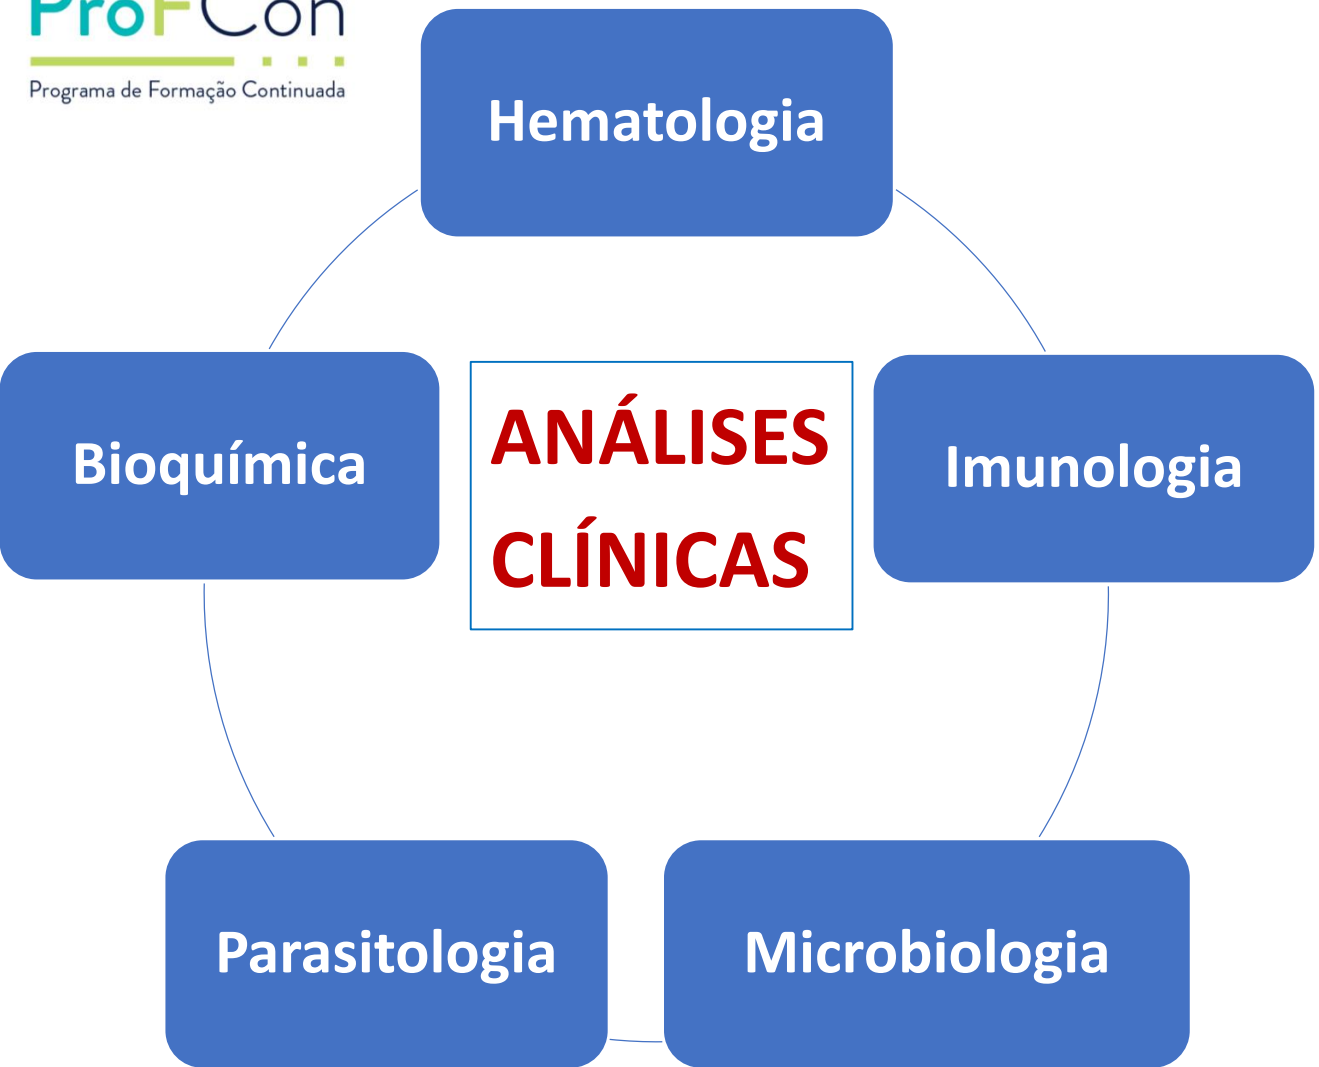 ProFCon
Programa de Formação Continuada
Hematologia
Bioquímica
ANÁLISES
CLÍNICAS
Imunologia
Parasitologia
Microbiologia